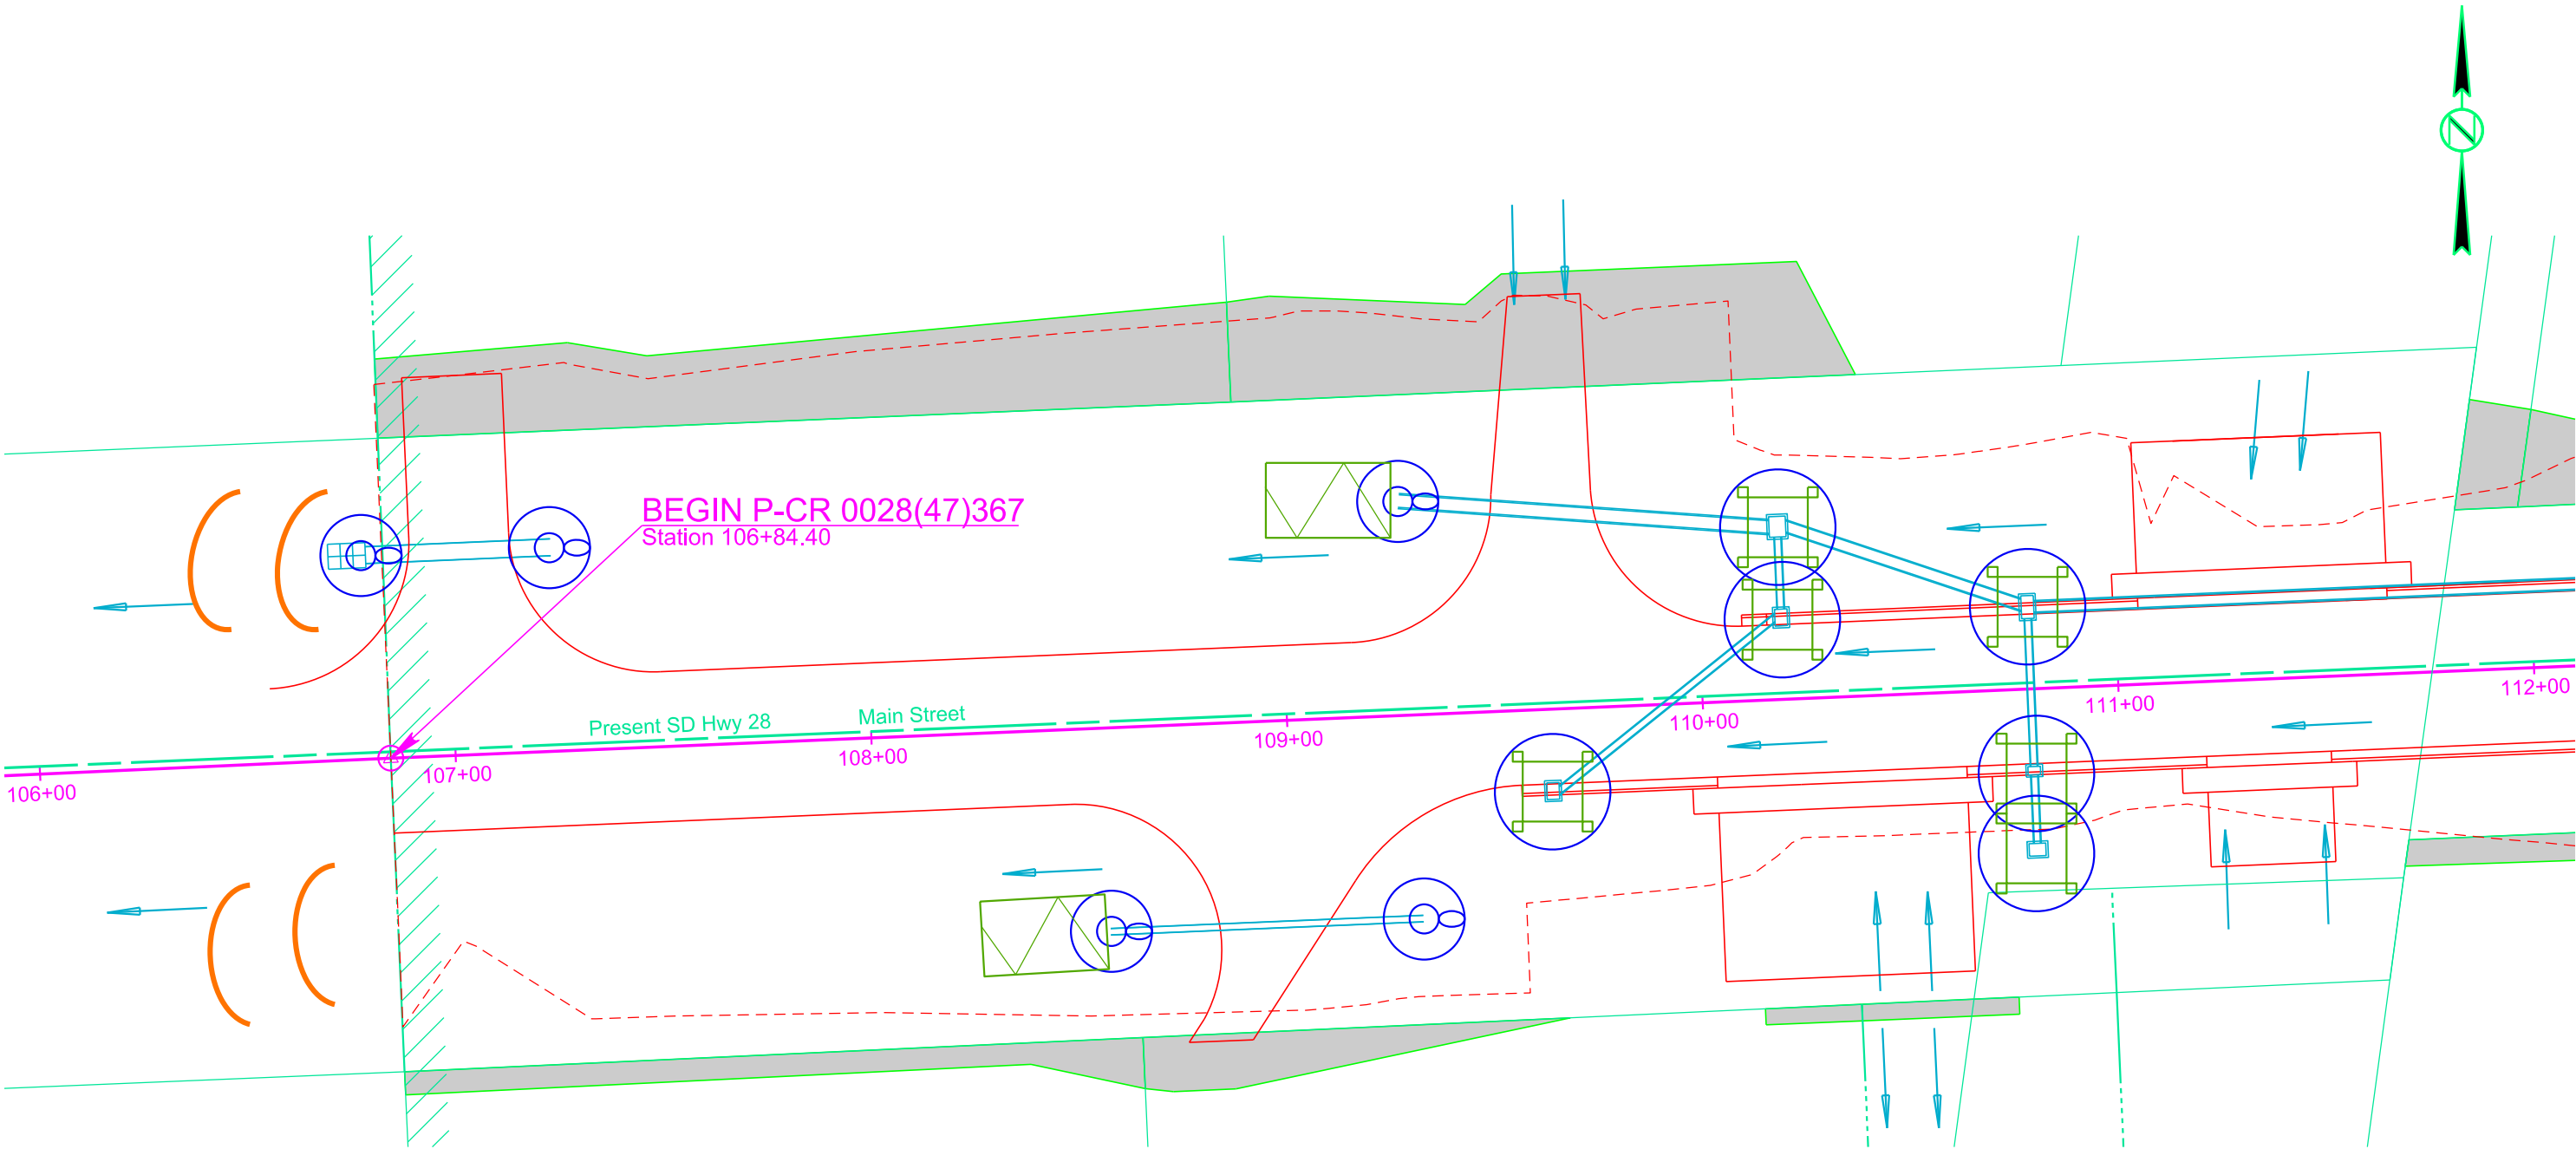 N
BEGIN P-CR 0028(47)367
Station 106+84.40
Present SD Hwy 28 Main Street
106+00
107+00
108+00
109+00
110+00
111+00
112+00